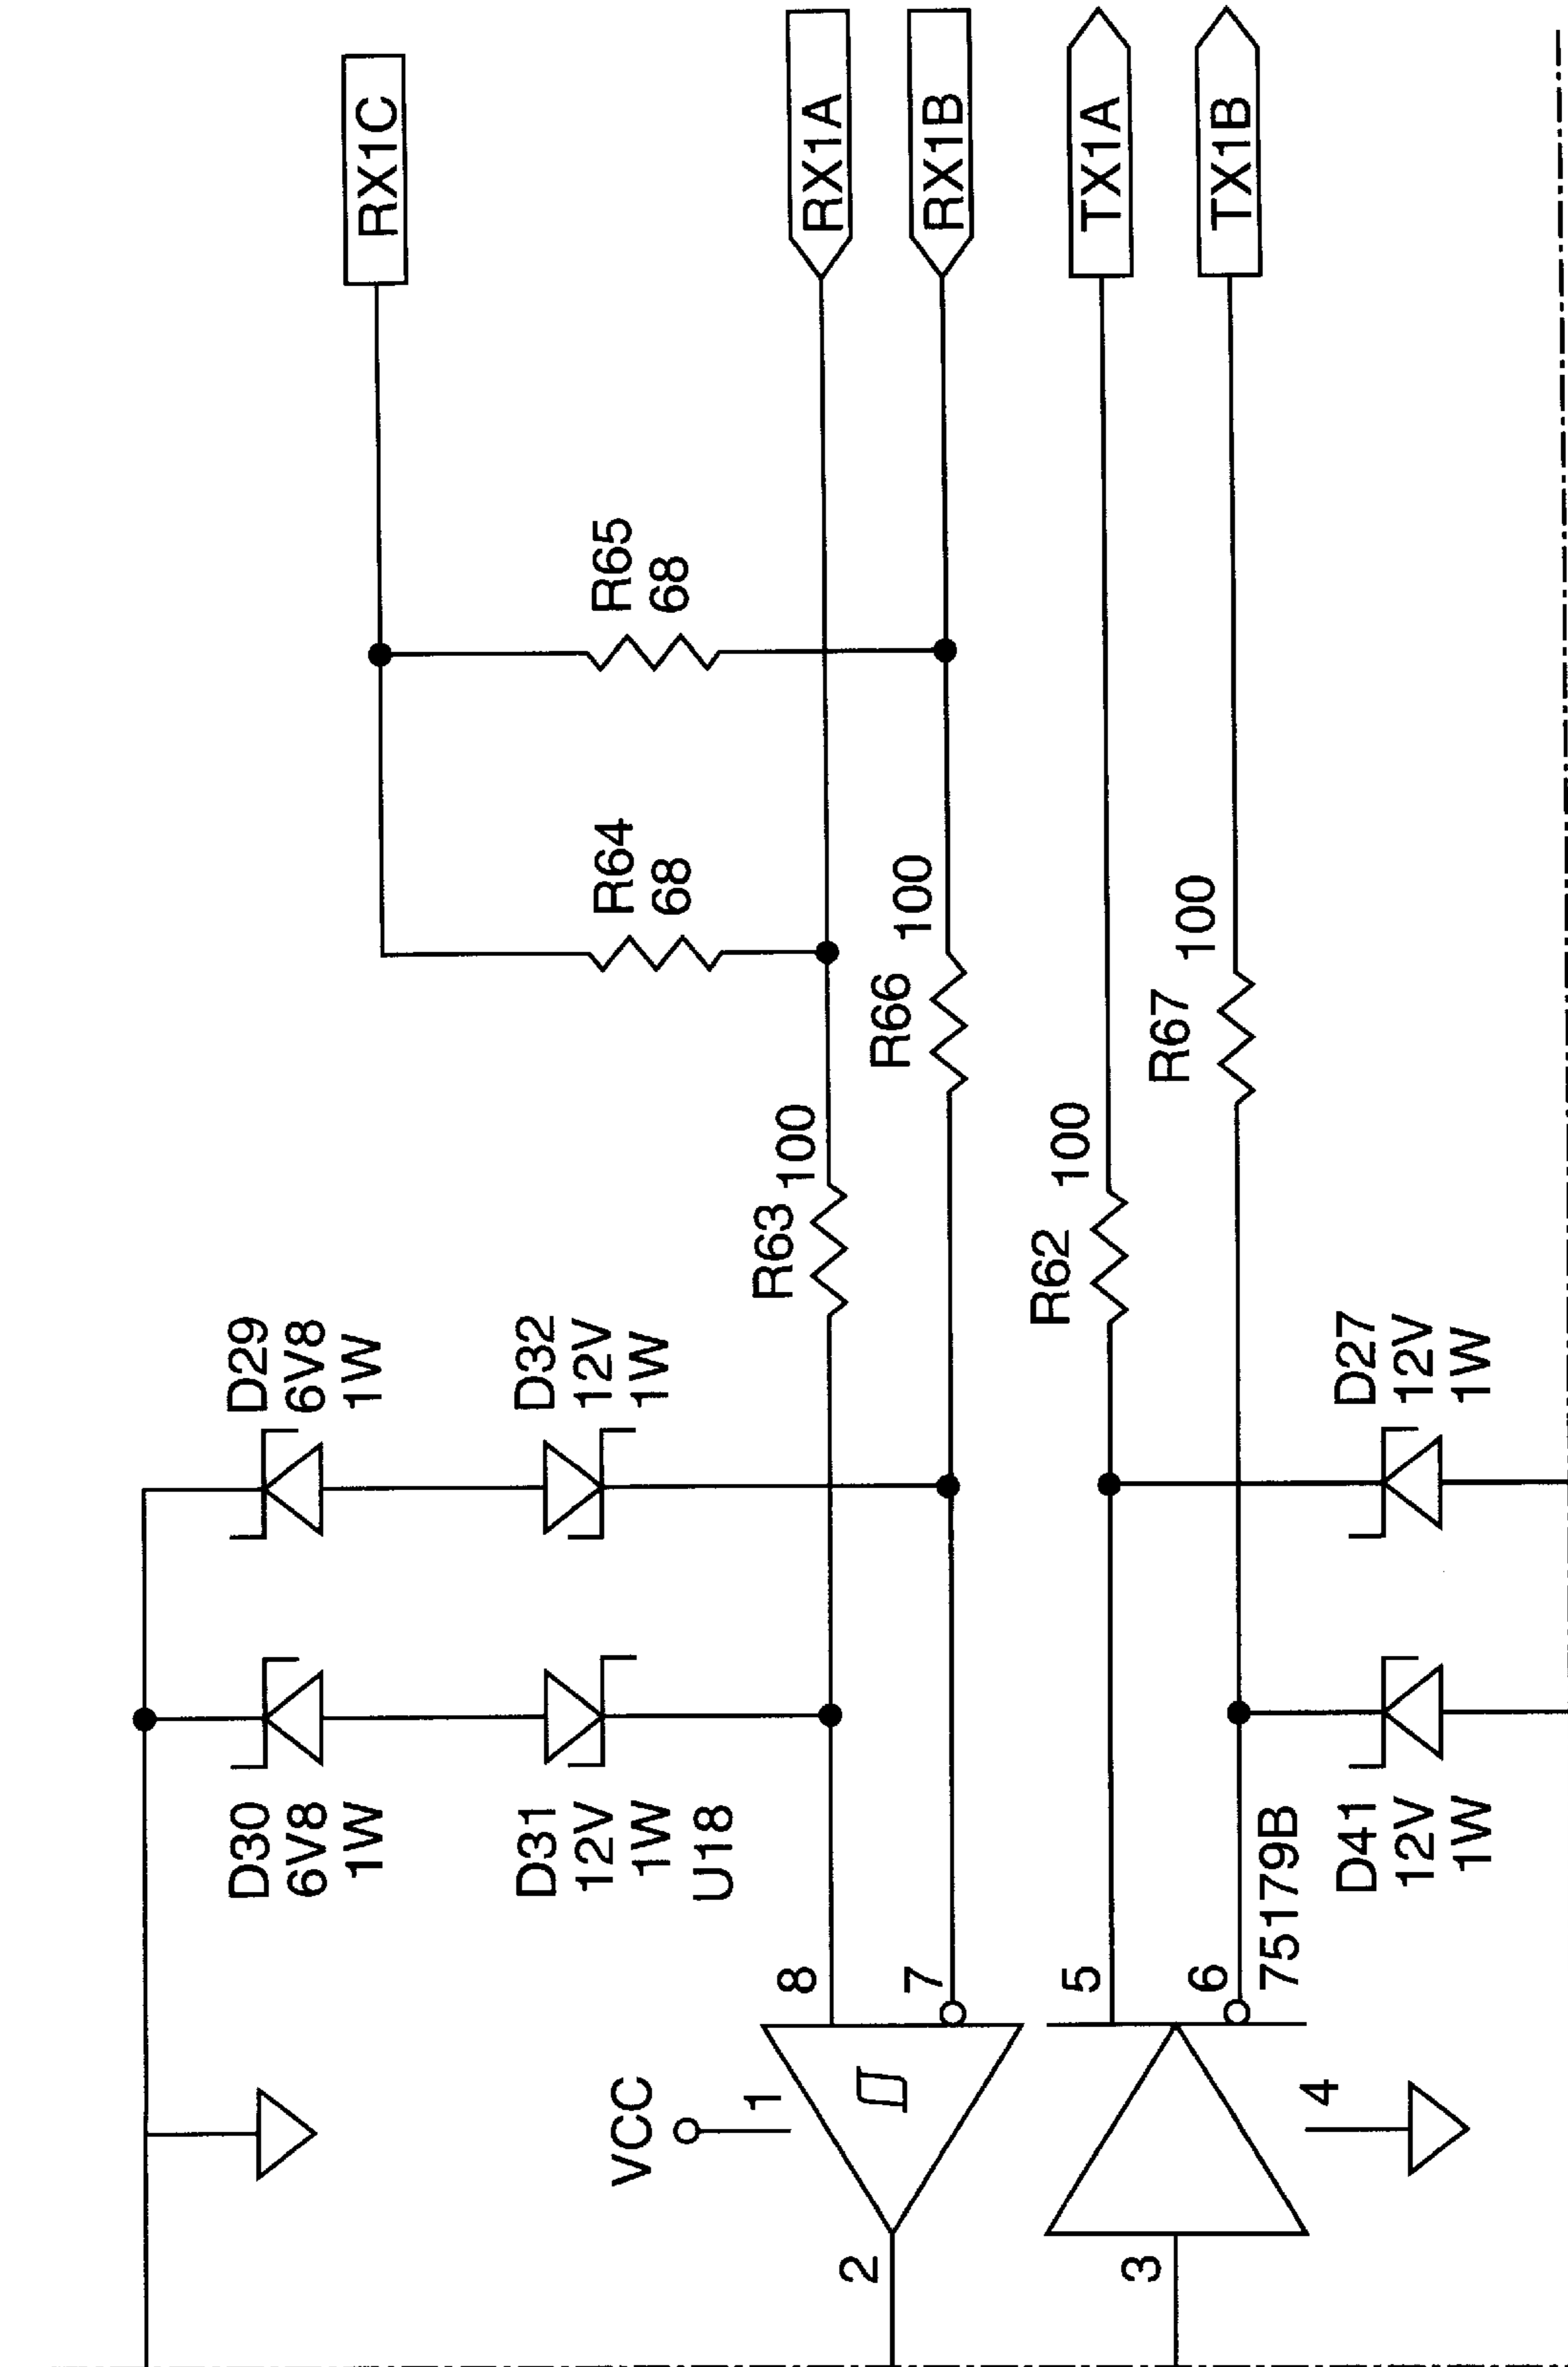 RX1C
RX1A
RX1B
TX1A
TX1B
R65
68
R64
68
R63
100
R66
100
R62
100
R67
100
D29
6V8
1W
D32
12V
1W
D27
12V
1W
D30
6V8
1W
D31
12V
1W
U18
D41
12V
1W
75179B
VCC
1
8
7
5
6
2
3
4